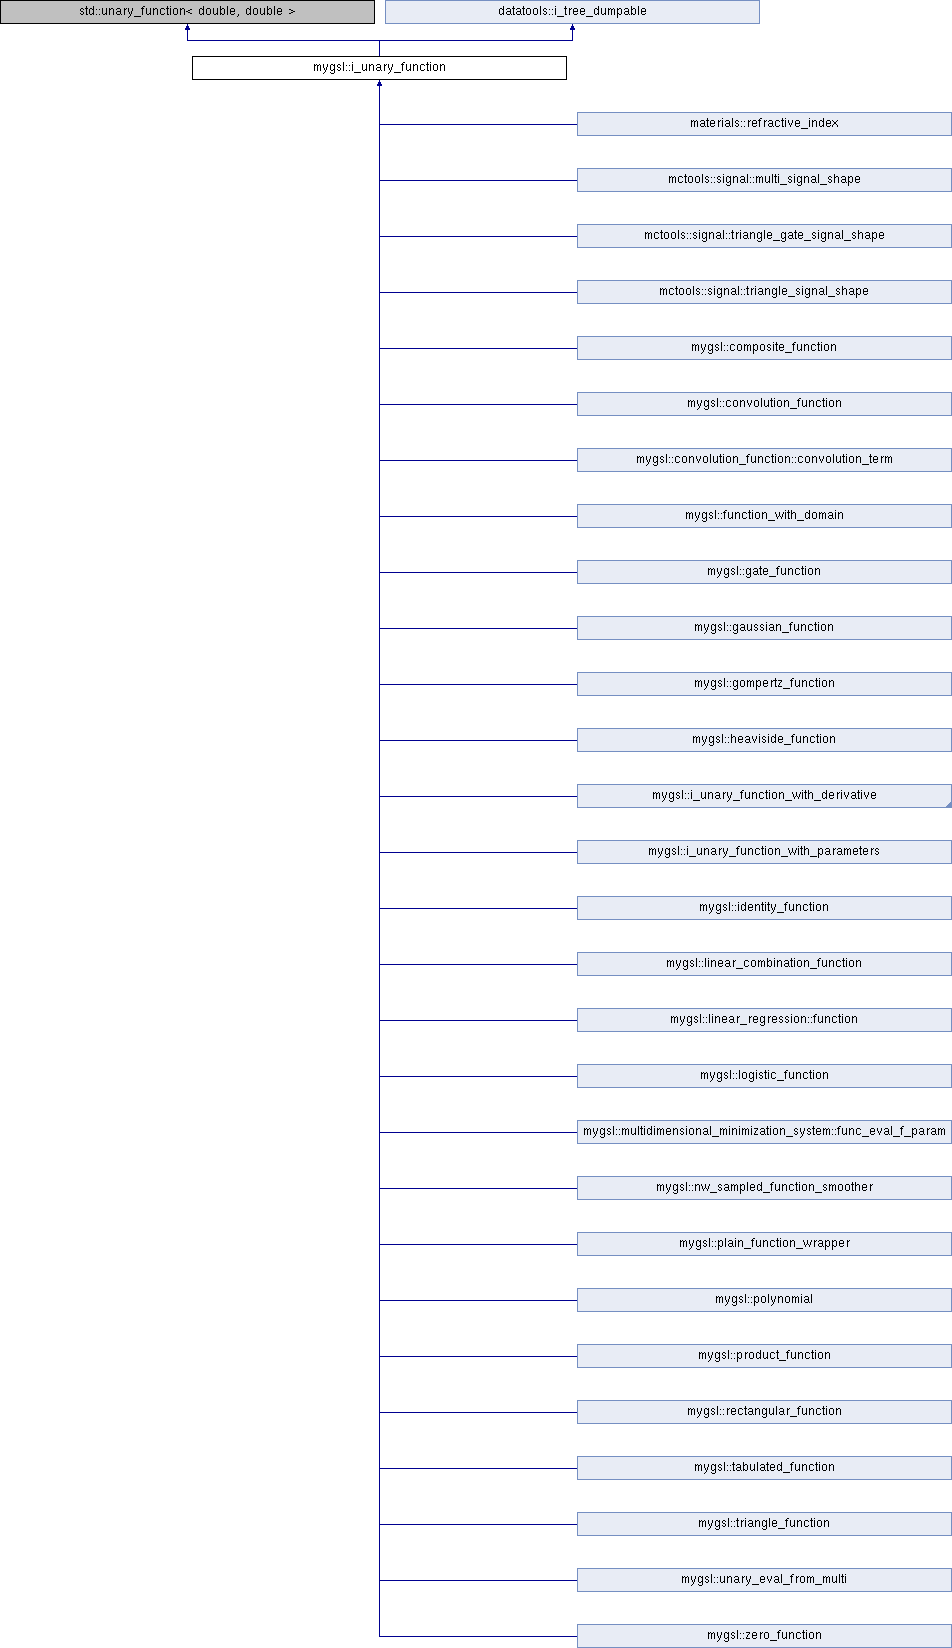 std::unary_function< double, double >
datatools::i_tree_dumpable
mygsl::i_unary_function
materials::refractive_index
mctools::signal::multi_signal_shape
mctools::signal::triangle_gate_signal_shape
mctools::signal::triangle_signal_shape
mygsl::composite_function
mygsl::convolution_function
mygsl::convolution_function::convolution_term
mygsl::function_with_domain
mygsl::gate_function
mygsl::gaussian_function
mygsl::gompertz_function
mygsl::heaviside_function
mygsl::i_unary_function_with_derivative
mygsl::i_unary_function_with_parameters
mygsl::identity_function
mygsl::linear_combination_function
mygsl::linear_regression::function
mygsl::logistic_function
mygsl::multidimensional_minimization_system::func_eval_f_param
mygsl::nw_sampled_function_smoother
mygsl::plain_function_wrapper
mygsl::polynomial
mygsl::product_function
mygsl::rectangular_function
mygsl::tabulated_function
mygsl::triangle_function
mygsl::unary_eval_from_multi
mygsl::zero_function